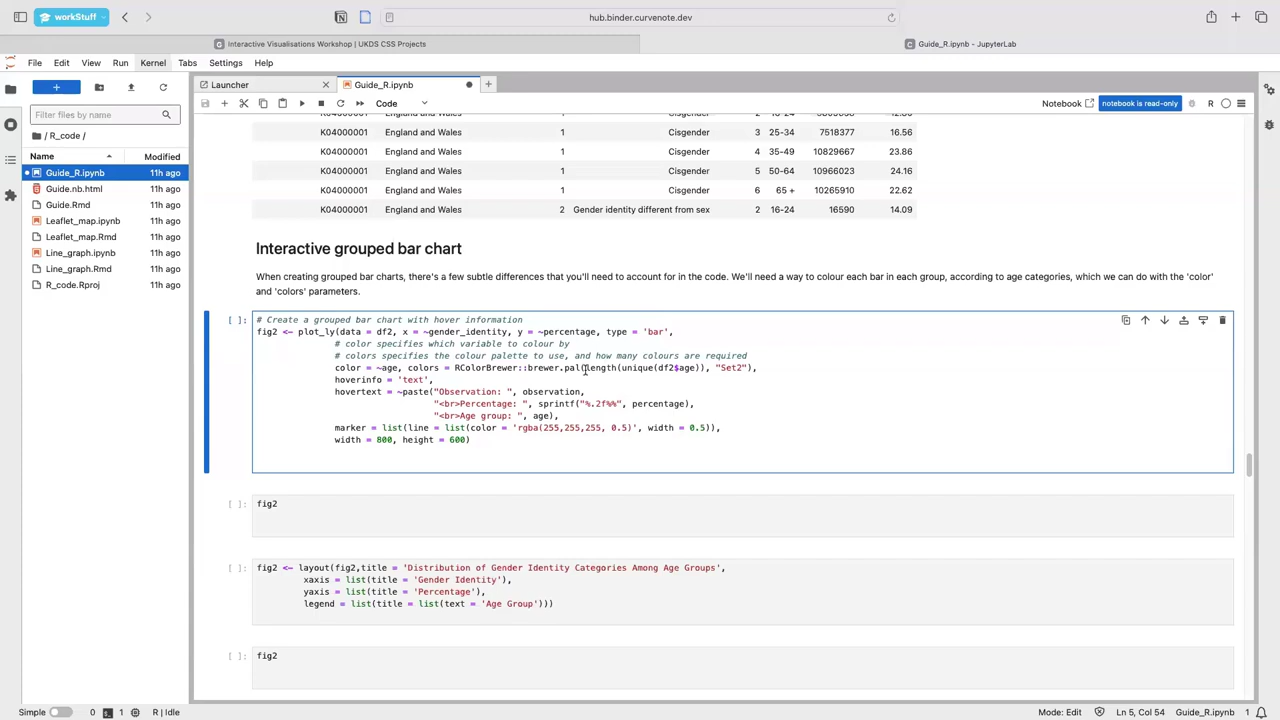 workStuff
hub.binder.curvenote.dev
Interactive Visualisations Workshop | UKDS CSS Projects
Guide_R.ipynb - JupyterLab
File Edit View Run Kernel Tabs Settings Help
Launcher
Guide_R.ipynb
Code
Notebook
notebook is read-only
R
Filter files by name
/ R_code /
Name Modified
Guide_R.ipynb 11h ago
Guide.nb.html 11h ago
Guide.Rmd 11h ago
Leaflet_map.ipynb 11h ago
Leaflet_map.Rmd 11h ago
Line_graph.ipynb 11h ago
Line_graph.Rmd 11h ago
R_code.Rproj 11h ago
K04000001 England and Wales 1 Cisgender
K04000001 England and Wales 1 Cisgender 3 25-34 7518377 16.56
K04000001 England and Wales 1 Cisgender 4 35-49 10829667 23.86
K04000001 England and Wales 1 Cisgender 5 50-64 10966023 24.16
K04000001 England and Wales 1 Cisgender 6 65 + 10265910 22.62
K04000001 England and Wales 2 Gender identity different from sex 2 16-24 16590 14.09
Interactive grouped bar chart
When creating grouped bar charts, there's a few subtle differences that you'll need to account for in the code. We'll need a way to colour each bar in each group, according to age categories, which we can do with the 'color'
and 'colors' parameters.
[ ]: # Create a grouped bar chart with hover information
fig2 <- plot_ly(data = df2, x = ~gender_identity, y = ~percentage, type = 'bar',
# color specifies which variable to colour by
# colors specifies the colour palette to use, and how many colours are required
color = ~age, colors = RColorBrewer::brewer.pal(length(unique(df2$age)), "Set2"),
hoverinfo = 'text',
hovertext = ~paste("Observation: ", observation,
"<br>Percentage: ", sprintf("%.2f%%", percentage),
"<br>Age group: ", age),
marker = list(line = list(color = 'rgba(255,255,255, 0.5)', width = 0.5)),
width = 800, height = 600)
[ ]: fig2
[ ]: fig2 <- layout(fig2,title = 'Distribution of Gender Identity Categories Among Age Groups',
xaxis = list(title = 'Gender Identity'),
yaxis = list(title = 'Percentage'),
legend = list(title = list(text = 'Age Group')))
[ ]: fig2
Simple 0 1 R | Idle
Mode: Edit Ln 5, Col 54 Guide_R.ipynb 1